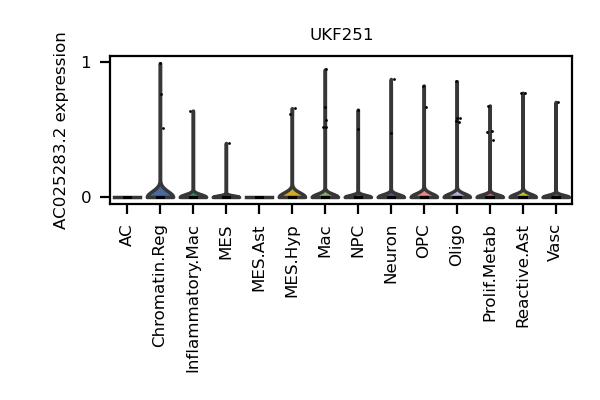 UKF251
AC025283.2 expression
1
0
AC
Chromatin.Reg
Inflammatory.Mac
MES
MES.Ast
MES.Hyp
Mac
NPC
Neuron
OPC
Oligo
Prolif.Metab
Reactive.Ast
Vasc